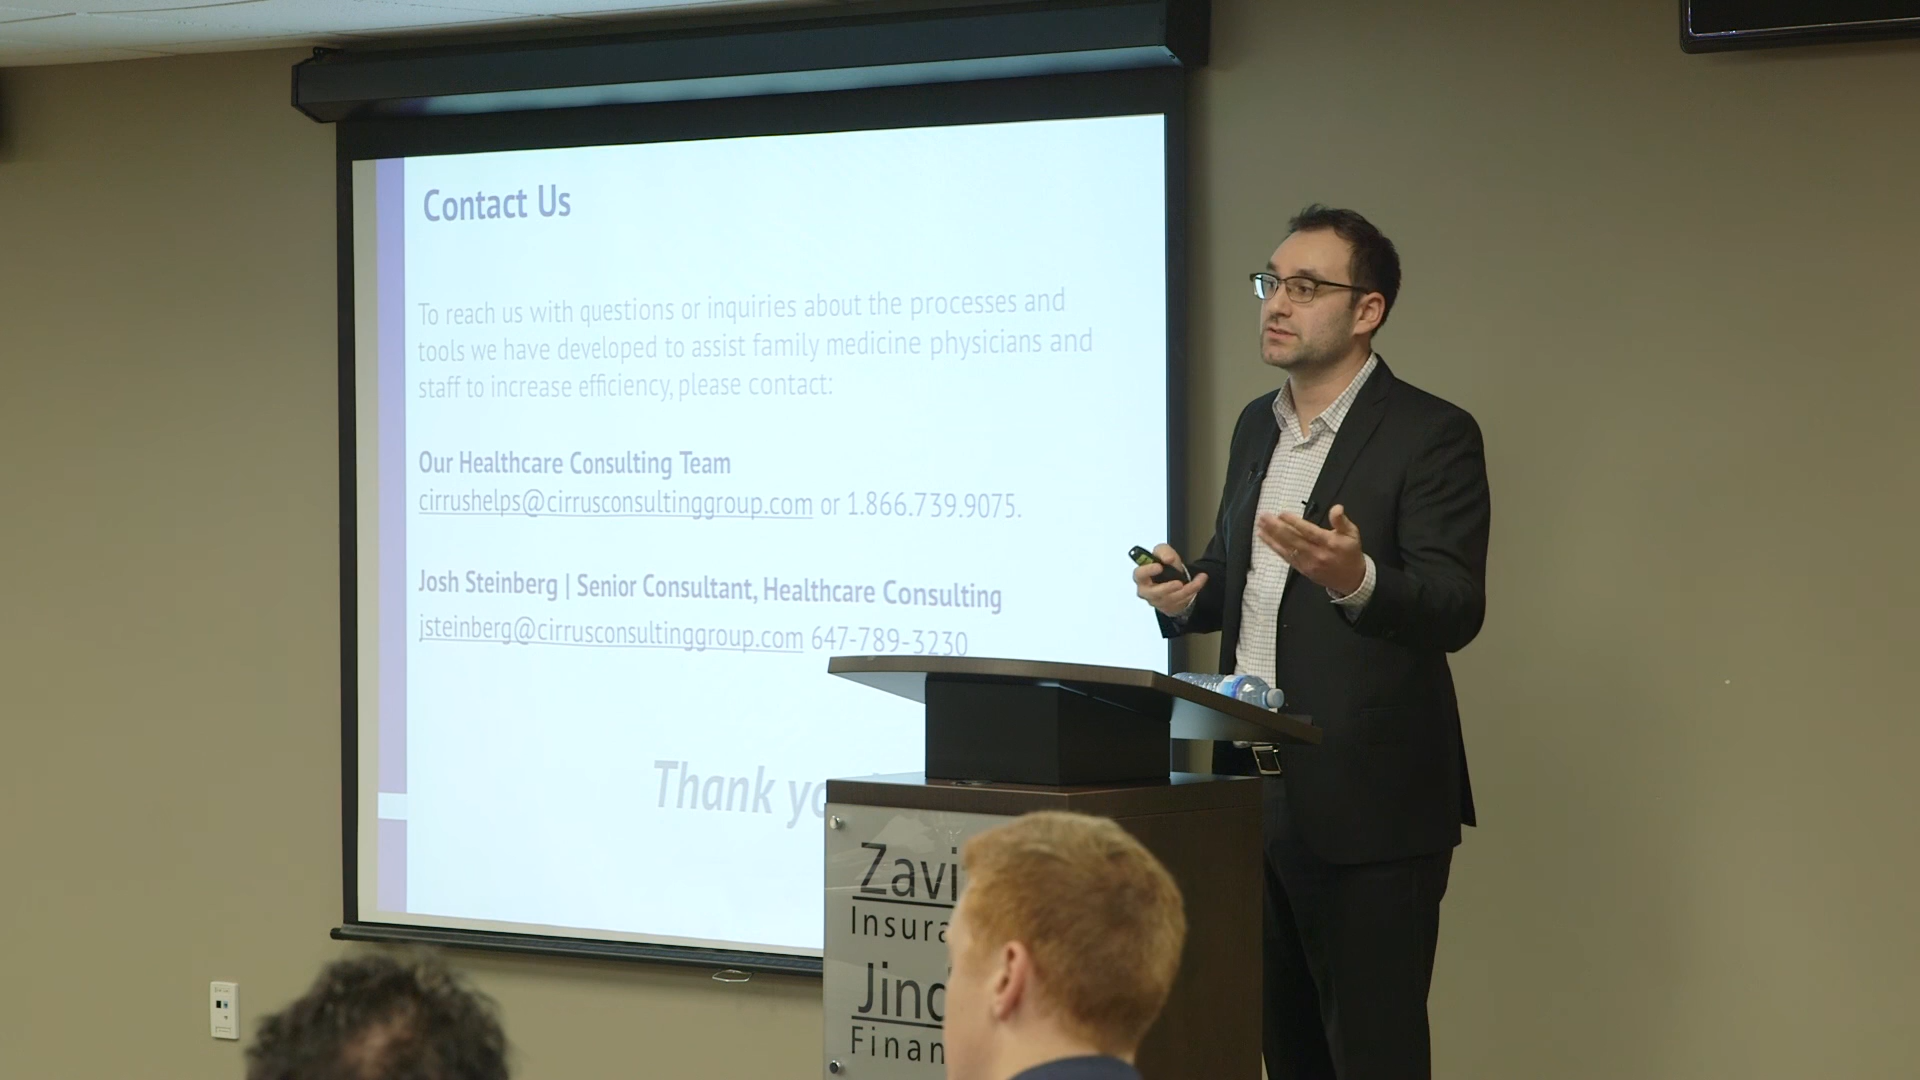 Contact Us
To reach us with questions or inquiries about the processes and
tools we have developed to assist family medicine physicians and
staff to increase efficiency, please contact:
Our Healthcare Consulting Team
cirrushelps@cirrusconsultinggroup.com or 1.866.739.9075.
Josh Steinberg | Senior Consultant, Healthcare Consulting
jsteinberg@cirrusconsultinggroup.com 647-789-3230
Thank